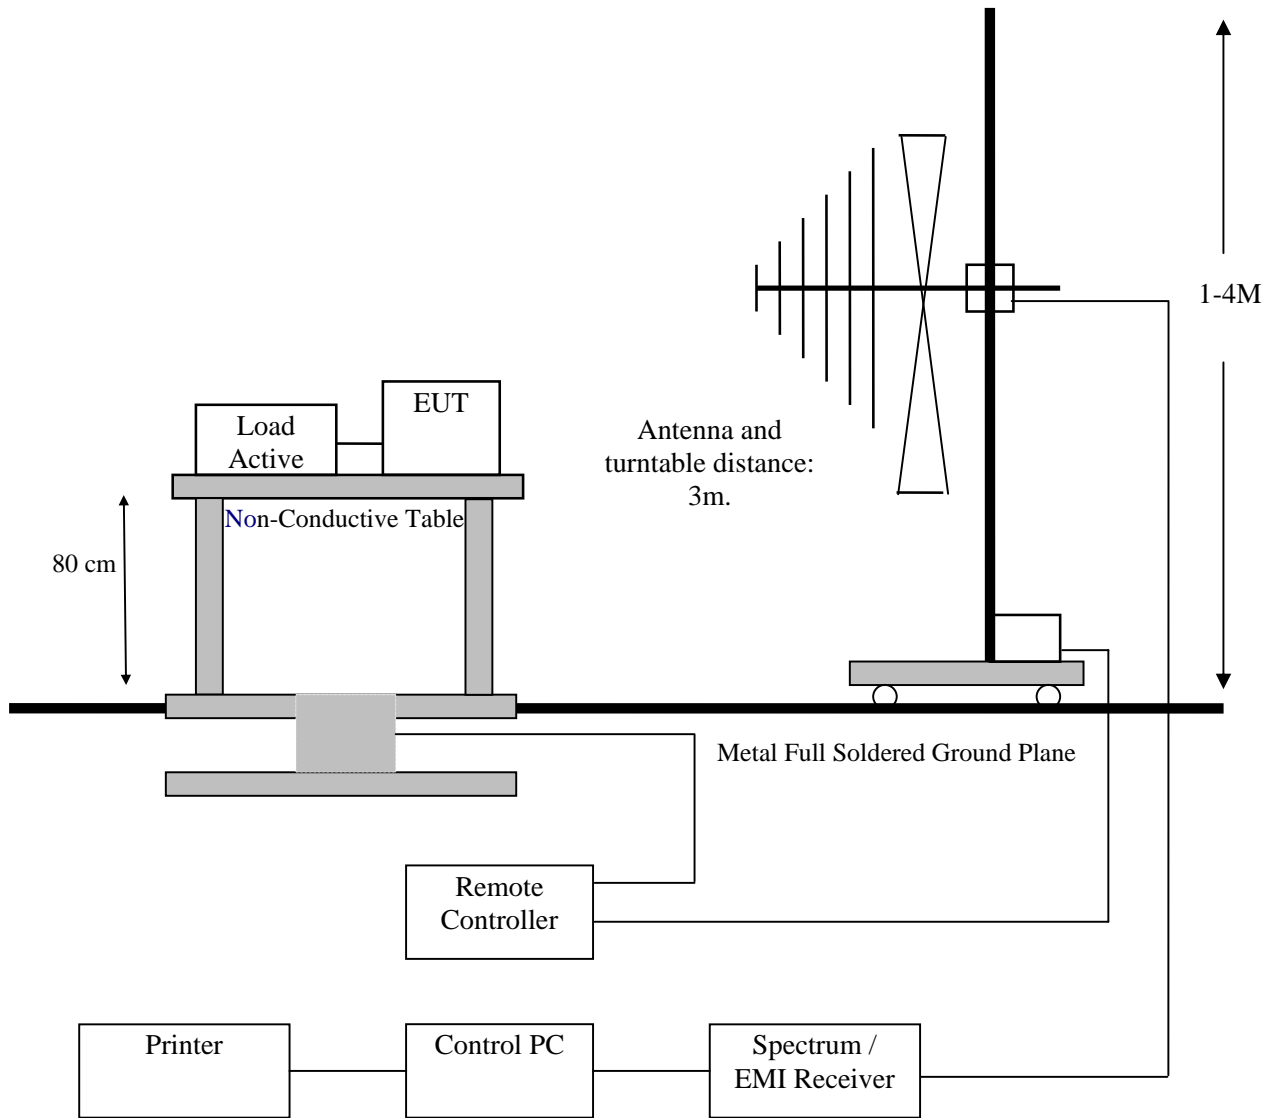 1-4M
EUT
Load
Active
Antenna and
turntable distance:
3m.
Non-Conductive Table
80 cm
Metal Full Soldered Ground Plane
Remote
Controller
Printer
Control PC
Spectrum /
EMI Receiver